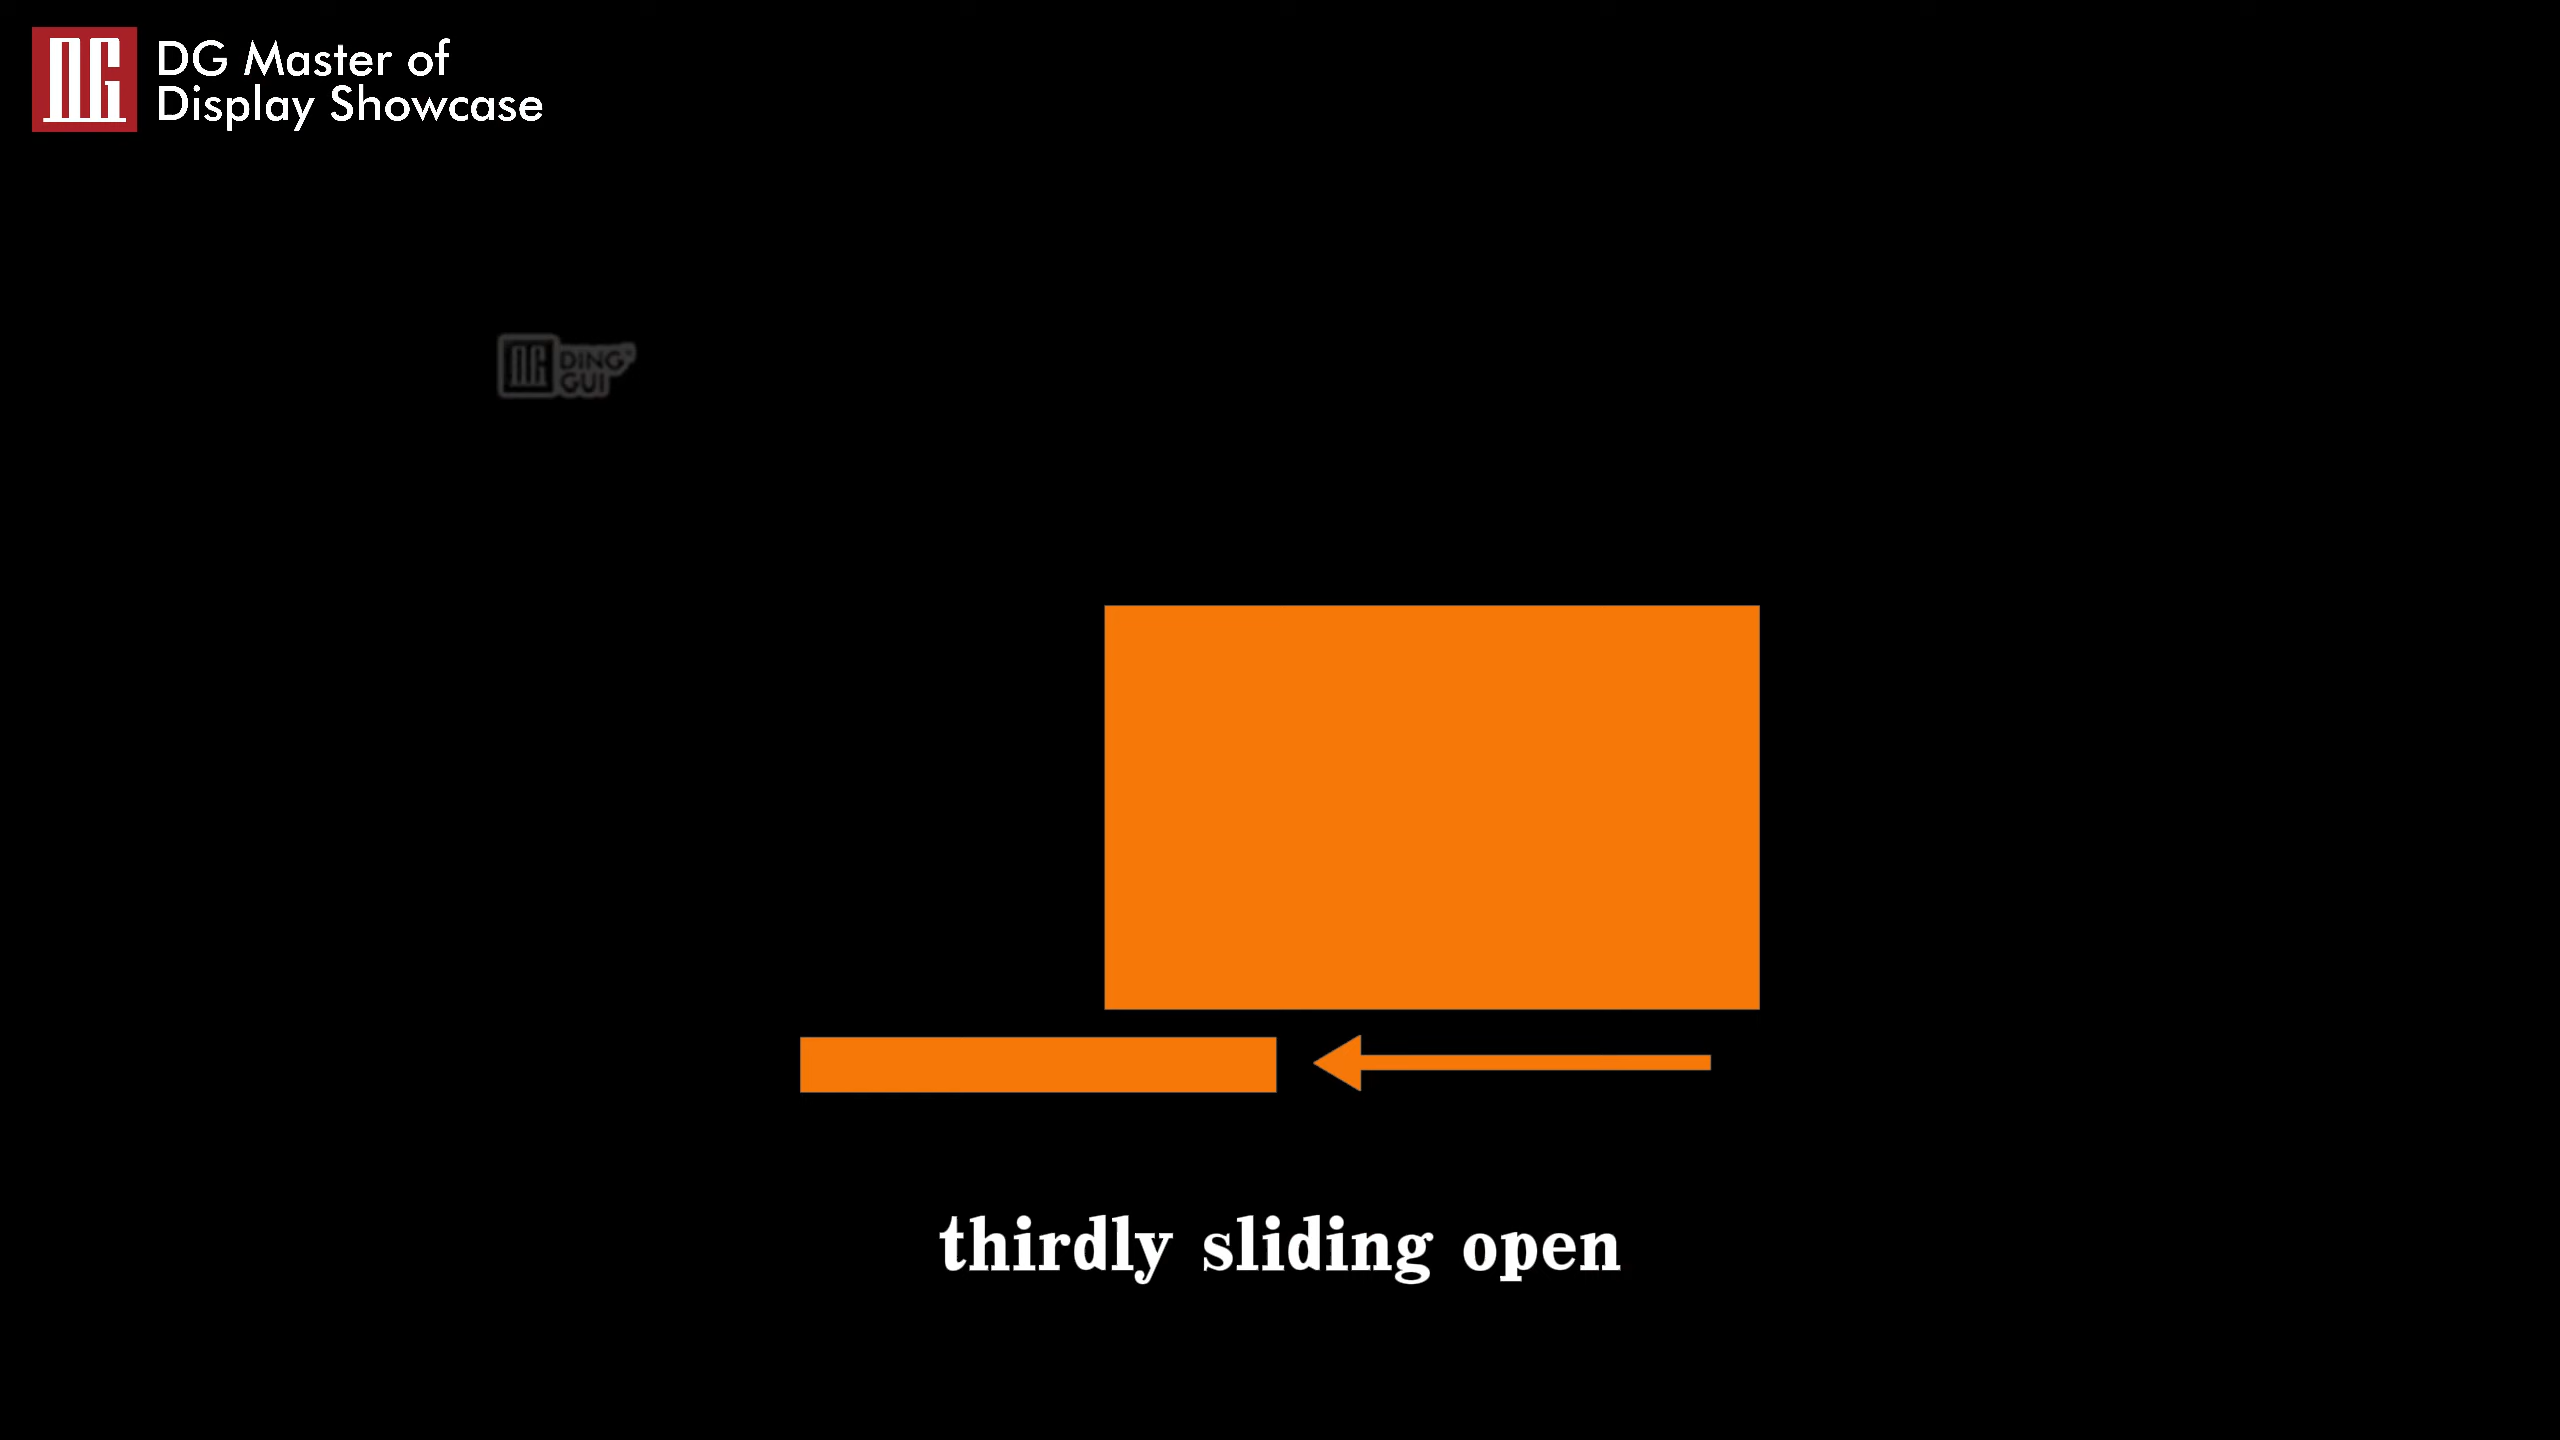 DG Master of
Display Showcase
DING
GUI
thirdly sliding open